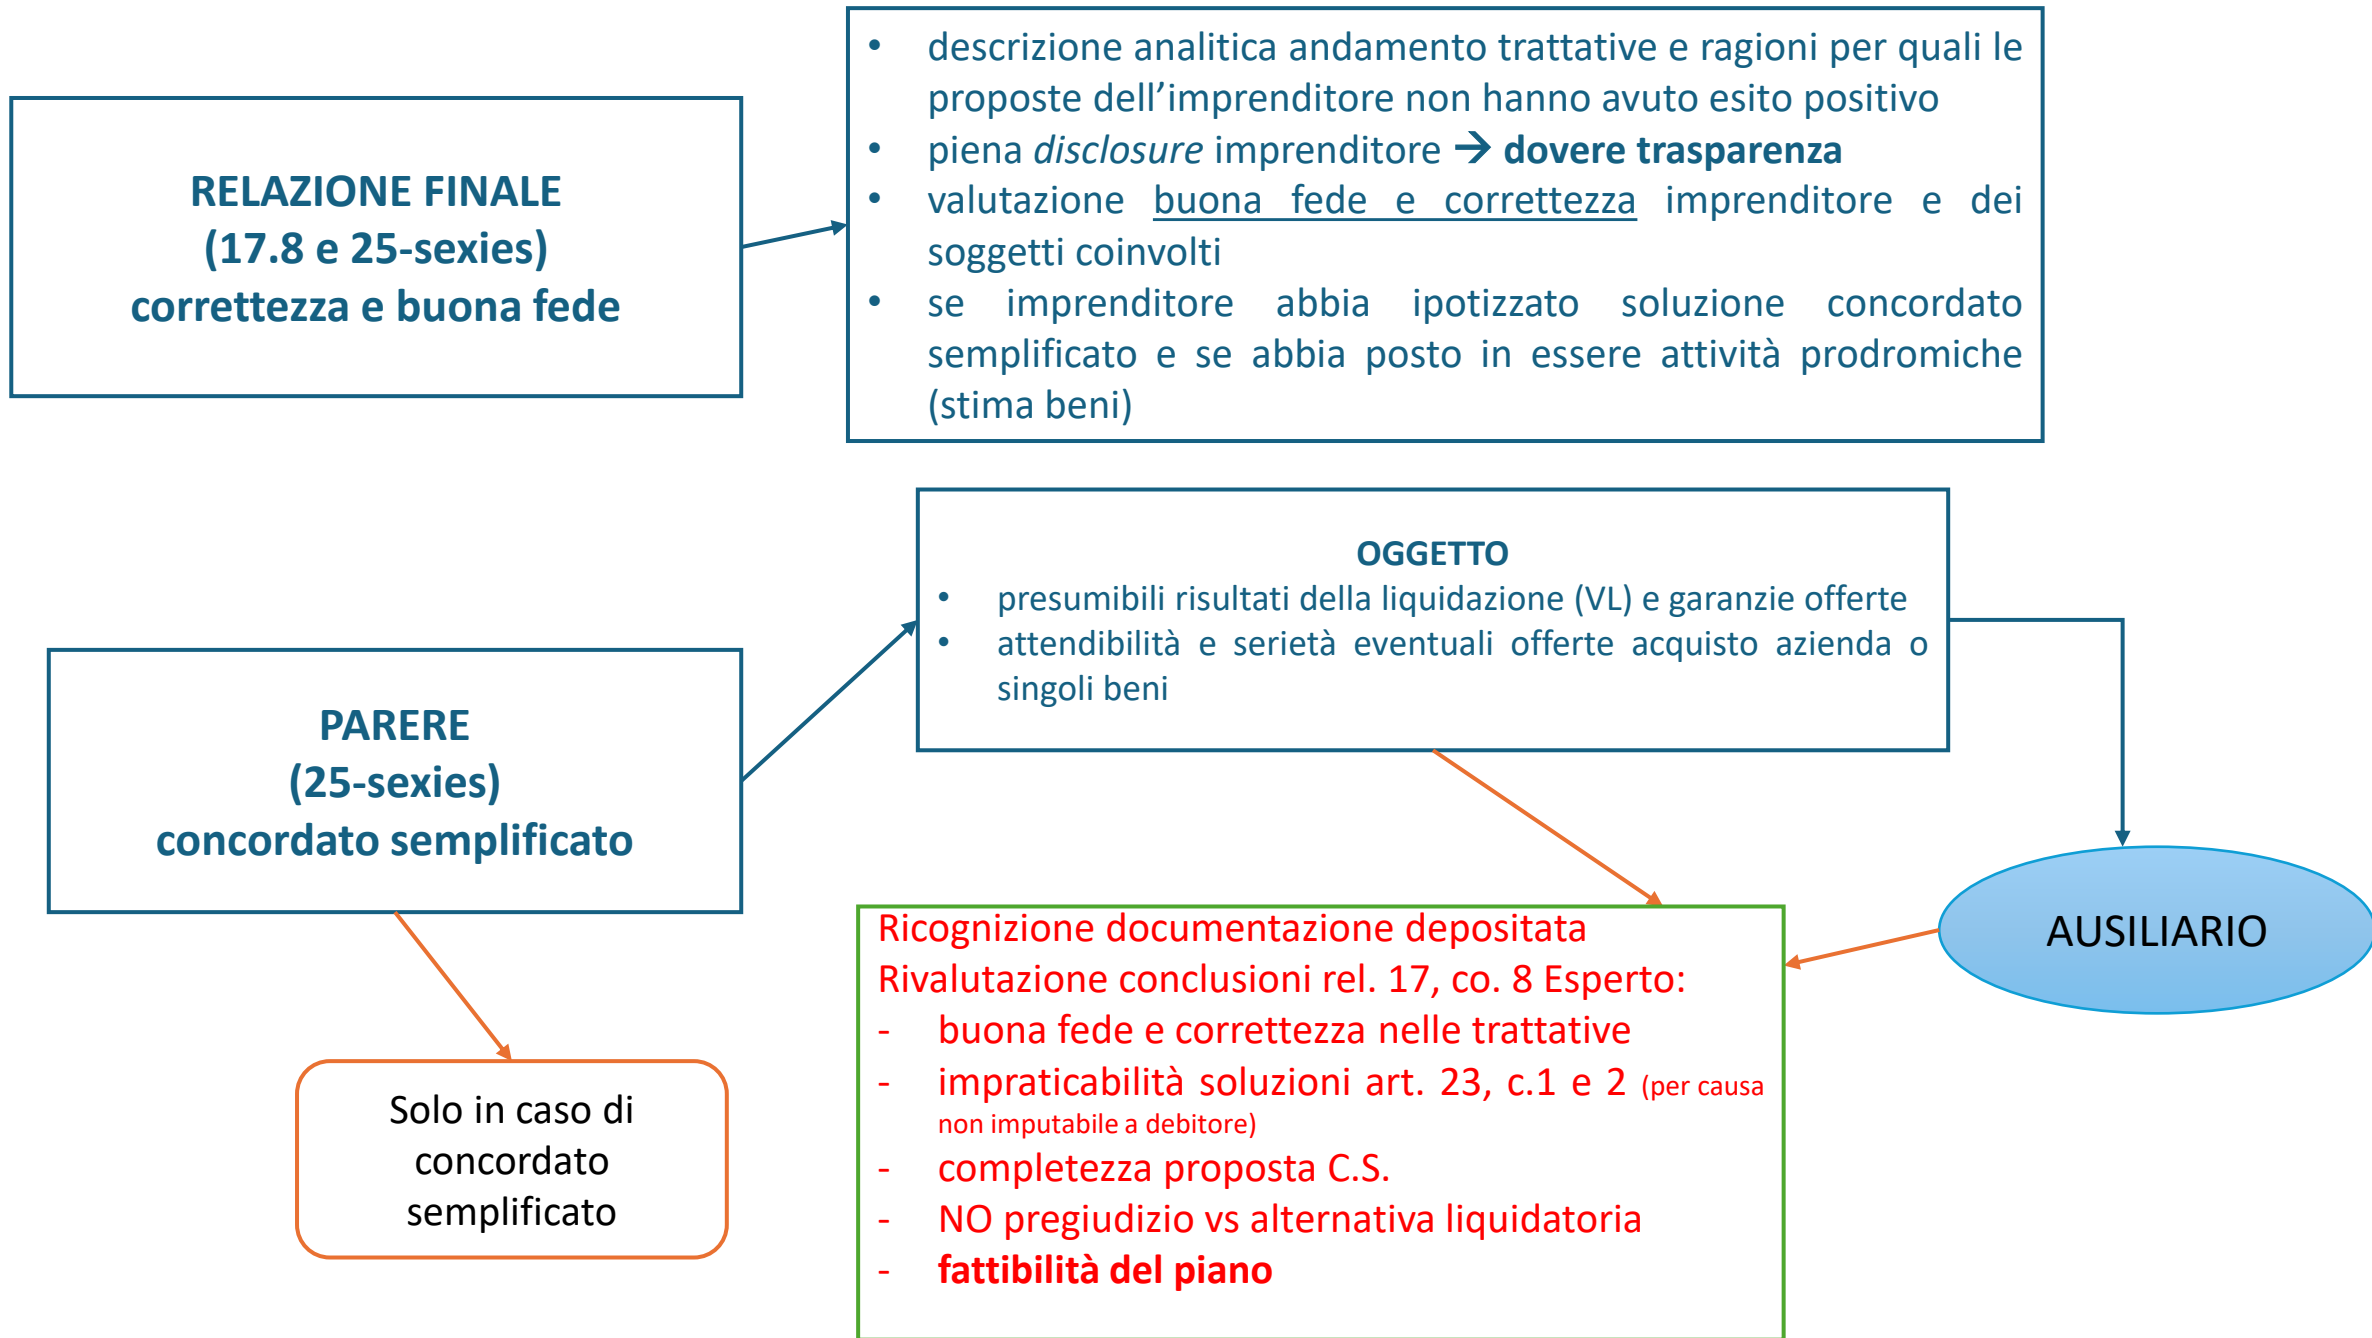 RELAZIONE FINALE
(17.8 e 25-sexies)
correttezza e buona fede
• descrizione analitica andamento trattative e ragioni per quali le
proposte dell’imprenditore non hanno avuto esito positivo
• piena disclosure imprenditore → dovere trasparenza
• valutazione buona fede e correttezza imprenditore e dei
soggetti coinvolti
• se imprenditore abbia ipotizzato soluzione concordato
semplificato e se abbia posto in essere attività prodromiche
(stima beni)
PARERE
(25-sexies)
concordato semplificato
OGGETTO
• presumibili risultati della liquidazione (VL) e garanzie offerte
• attendibilità e serietà eventuali offerte acquisto azienda o
singoli beni
AUSILIARIO
Solo in caso di
concordato
semplificato
Ricognizione documentazione depositata
Rivalutazione conclusioni rel. 17, co. 8 Esperto:
- buona fede e correttezza nelle trattative
- impraticabilità soluzioni art. 23, c.1 e 2 (per causa
non imputabile a debitore)
- completezza proposta C.S.
- NO pregiudizio vs alternativa liquidatoria
- fattibilità del piano